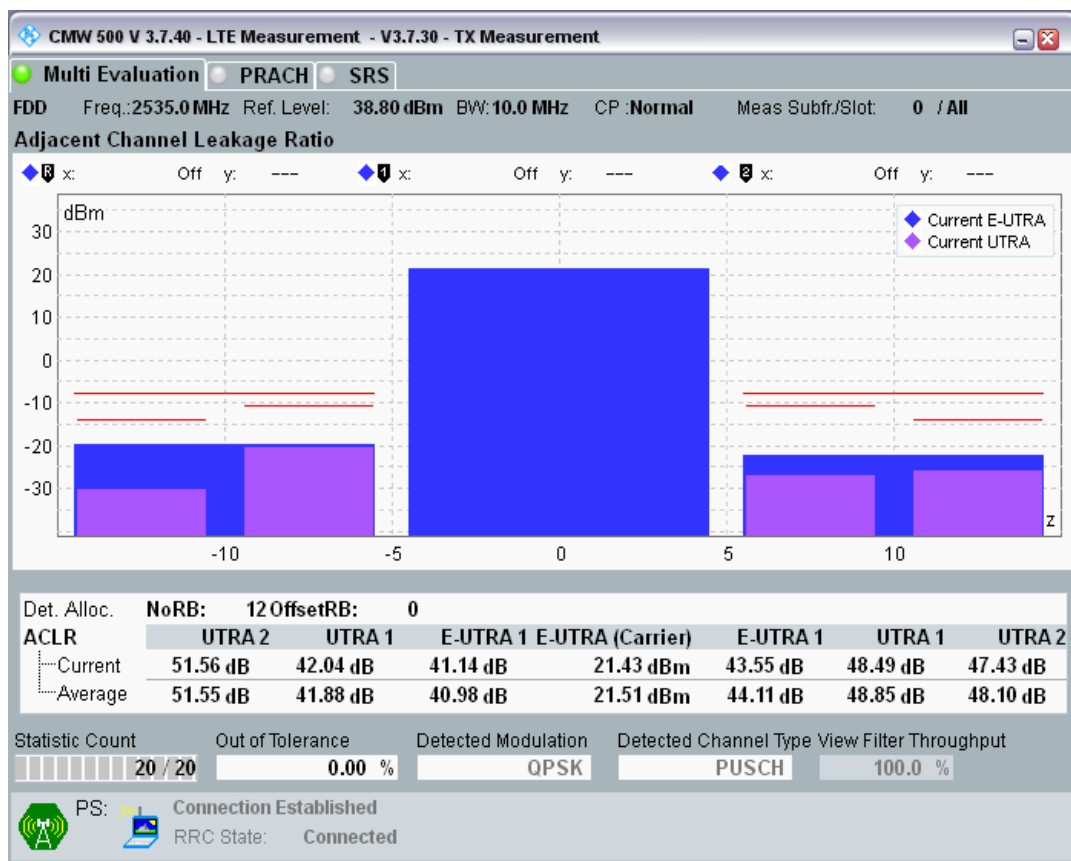 CMW 500 V 3.7.40 - LTE Measurement - V3.7.30 - TX Measurement
Multi Evaluation PRACH SRS
FDD Freq.:2535.0 MHz Ref. Level: 38.80 dBm BW:10.0 MHz CP :Normal Meas Subfr./Slot: 0 / All
Adjacent Channel Leakage Ratio
R x: Off y: --- 1 x: Off y: --- 2 x: Off y: ---
dBm
Current E-UTRA
Current UTRA
30
20
10
0
-10
-20
-30
z
-10 -5 0 5 10
Det. Alloc. NoRB: 12 OffsetRB: 0
ACLR UTRA 2 UTRA 1 E-UTRA 1 E-UTRA (Carrier) E-UTRA 1 UTRA 1 UTRA 2
Current 51.56 dB 42.04 dB 41.14 dB 21.43 dBm 43.55 dB 48.49 dB 47.43 dB
Average 51.55 dB 41.88 dB 40.98 dB 21.51 dBm 44.11 dB 48.85 dB 48.10 dB
Statistic Count Out of Tolerance Detected Modulation Detected Channel Type View Filter Throughput
20 / 20 0.00 % QPSK PUSCH 100.0 %
PS: Connection Established
RRC State: Connected